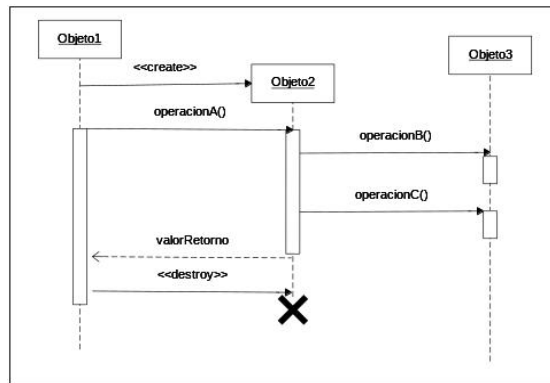 Objeto1
Objeto3
<<create>>
Objeto2
operacionA()
operacionB()
operacionC()
valorRetorno
<<destroy>>